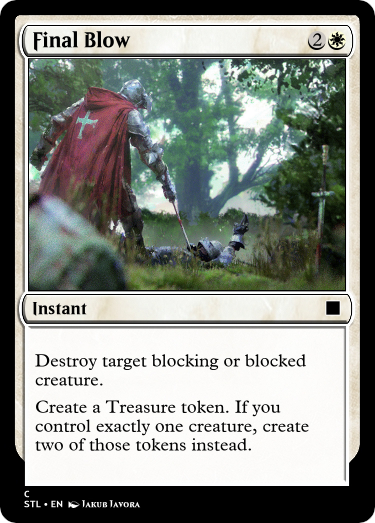 Final Blow 2
Instant
Destroy target blocking or blocked
creature.
Create a Treasure token. If you
control exactly one creature, create
two of those tokens instead.
C
STL • EN Jakub Javora